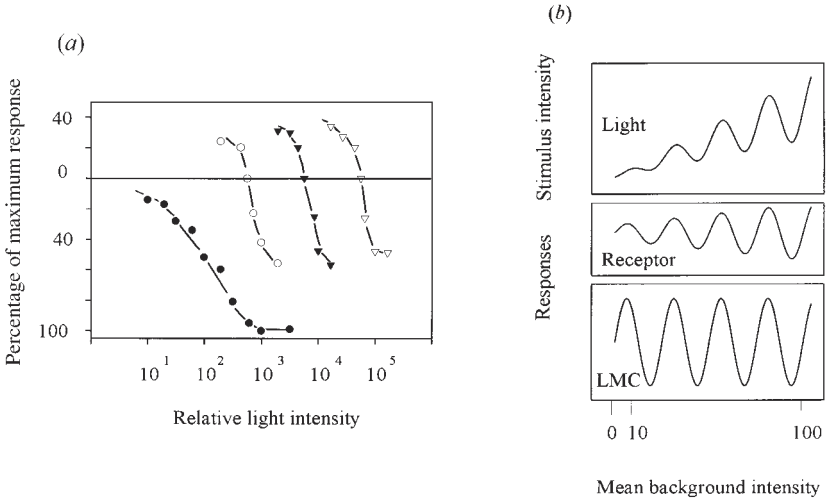 (a)
Percentage of maximum response
40
0
40
100
10^1
10^2
10^3
10^4
10^5
Relative light intensity
(b)
Stimulus intensity
Light
Responses
Receptor
LMC
0 10 100
Mean background intensity